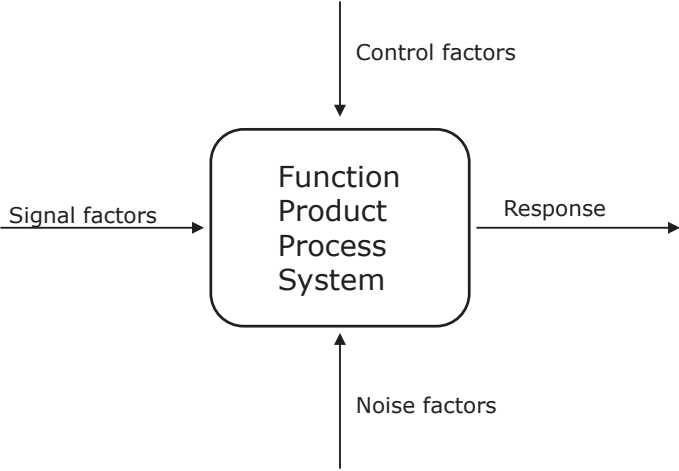 Control factors
Function
Product
Process
System
Signal factors
Response
Noise factors